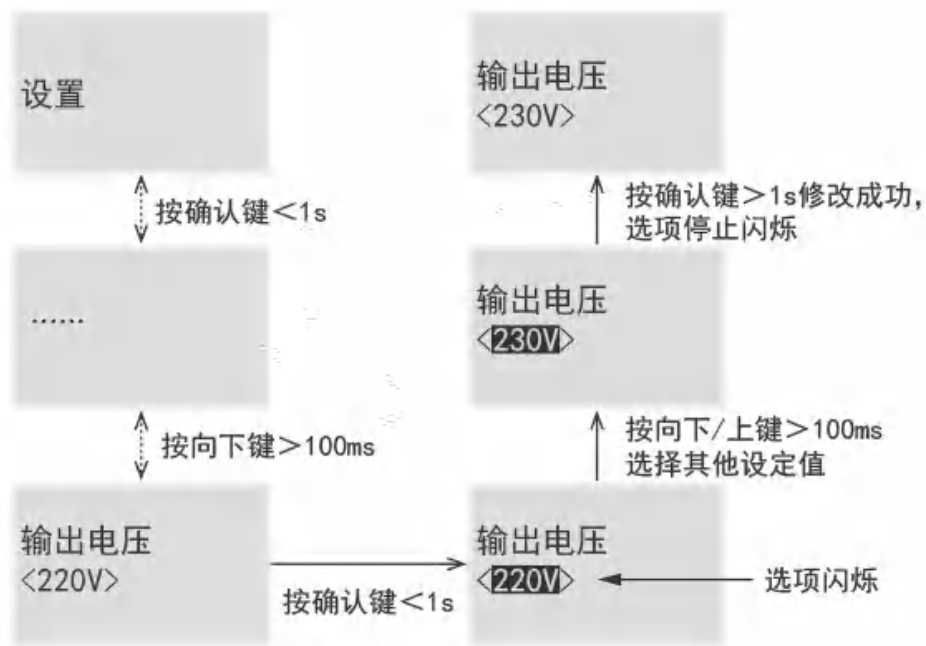 设置
按确认键＜1s
……
按向下键＞100ms
输出电压
<220V>
按确认键＜1s
输出电压
<220V>
选项闪烁
按向下/上键＞100ms
选择其他设定值
输出电压
<230V>
按确认键＞1s修改成功,
选项停止闪烁
输出电压
<230V>